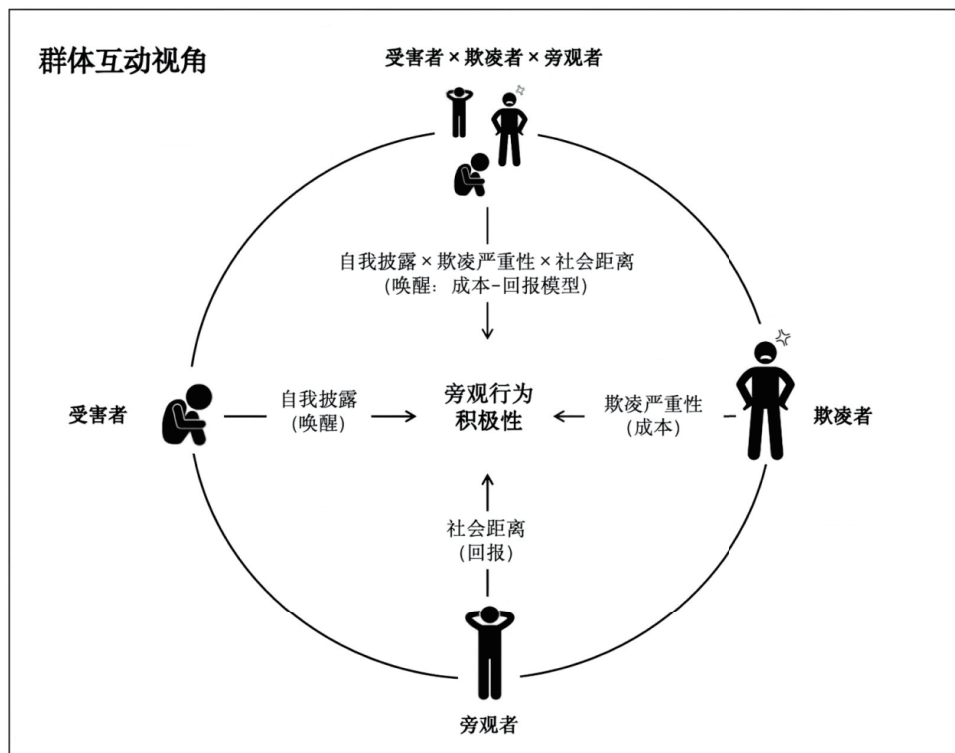 群体互动视角
受害者×欺凌者×旁观者
自我披露×欺凌严重性×社会距离
(唤醒：成本-回报模型)
受害者
自我披露
(唤醒)
旁观行为
积极性
欺凌严重性
(成本)
欺凌者
社会距离
(回报)
旁观者